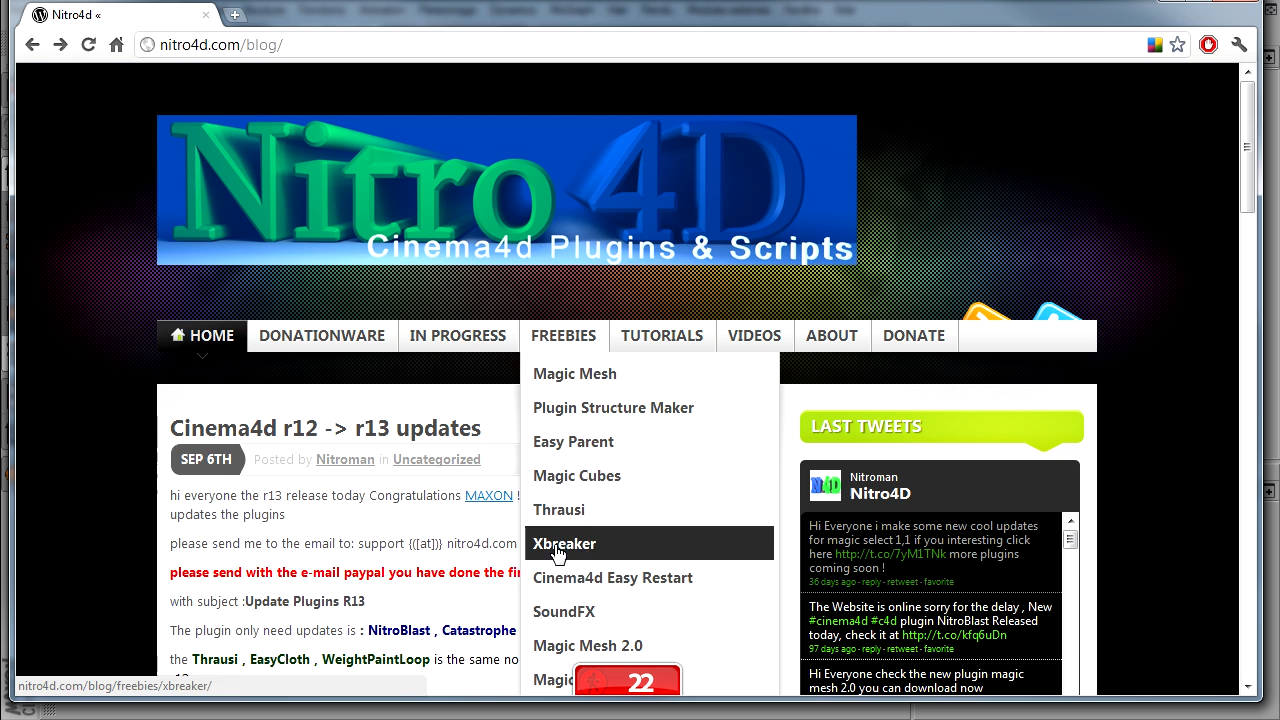 Nitro4d «
nitro4d.com/blog/
Nitro 4D
Cinema4d Plugins & Scripts
HOME DONATIONWARE IN PROGRESS FREEBIES TUTORIALS VIDEOS ABOUT DONATE
Magic Mesh
Plugin Structure Maker
Easy Parent
Magic Cubes
Thrausi
Xbreaker
Cinema4d Easy Restart
SoundFX
Magic Mesh 2.0
Magic
22
Cinema4d r12 -> r13 updates
SEP 6TH Posted by Nitroman in Uncategorized
hi everyone the r13 release today Congratulations MAXON !
updates the plugins
please send me to the email to: support {([at])} nitro4d.com
please send with the e-mail paypal you have done the fir
with subject :Update Plugins R13
The plugin only need updates is : NitroBlast , Catastrophe
the Thrausi , EasyCloth , WeightPaintLoop is the same no
LAST TWEETS
Nitroman
Nitro4D
Hi Everyone i make some new cool updates
for magic select 1,1 if you interesting click
here http://t.co/7yM1TNk more plugins
coming soon !
36 days ago · reply · retweet · favorite
The Website is online sorry for the delay , New
#cinema4d #c4d plugin NitroBlast Released
today, check it at http://t.co/kfq6uDn
97 days ago · reply · retweet · favorite
Hi Everyone check the new plugin magic
mesh 2.0 you can download now
nitro4d.com/blog/freebies/xbreaker/